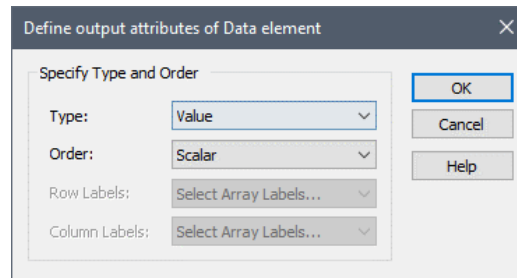 Define output attributes of Data element
Specify Type and Order
Type: Value
Order: Scalar
Row Labels: Select Array Labels...
Column Labels: Select Array Labels...
OK
Cancel
Help